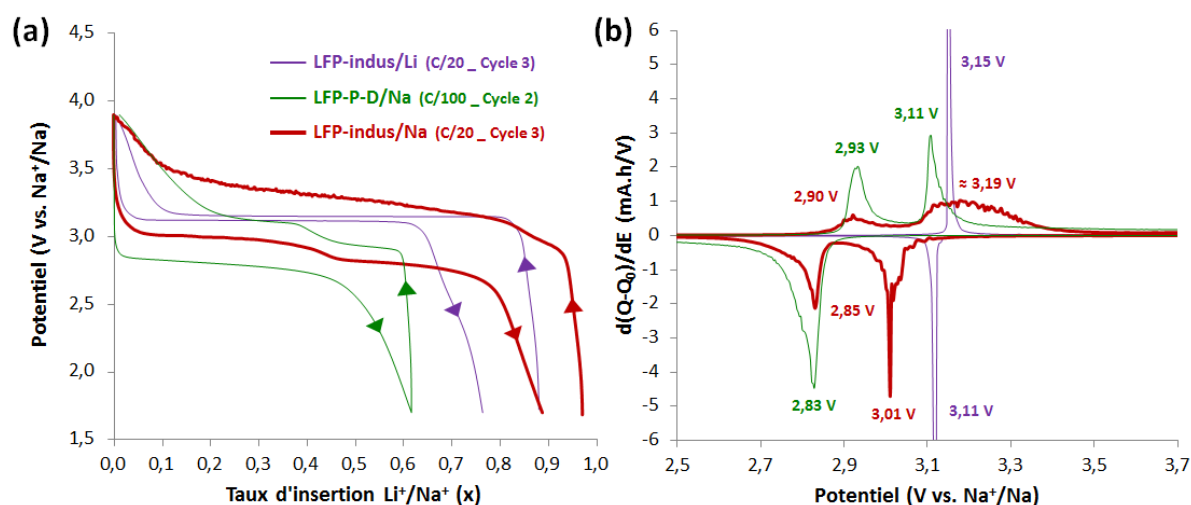 (a)
4,5
4,0
3,5
3,0
2,5
2,0
1,5
Potentiel (V vs. Na⁺/Na)
LFP-indus/Li (C/20 _ Cycle 3)
LFP-P-D/Na (C/100 _ Cycle 2)
LFP-indus/Na (C/20 _ Cycle 3)
0,0 0,1 0,2 0,3 0,4 0,5 0,6 0,7 0,8 0,9 1,0
Taux d'insertion Li⁺/Na⁺ (x)
(b)
6
5
4
3
2
1
0
-1
-2
-3
-4
-5
-6
d(Q-Q₀)/dE (mA.h/V)
3,15 V
3,11 V
2,93 V
2,90 V
≈ 3,19 V
2,85 V
2,83 V
3,01 V
3,11 V
2,5 2,7 2,9 3,1 3,3 3,5 3,7
Potentiel (V vs. Na⁺/Na)